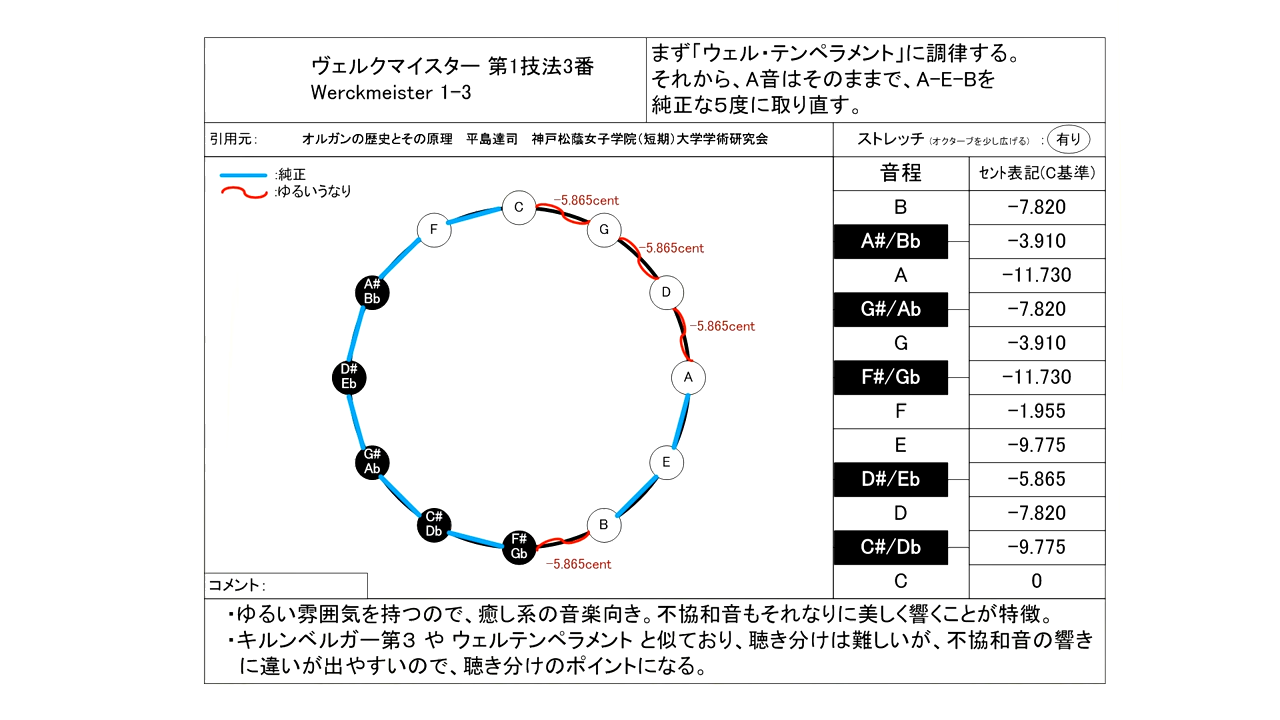 ヴェルクマイスター 第1技法3番
Werckmeister 1-3
まず「ウェル・テンペラメント」に調律する。
それから、A音はそのままで、A-E-Bを
純正な5度に取り直す。
引用元: オルガンの歴史とその原理 平島達司 神戸松蔭女子学院(短期)大学学術研究会
ストレッチ (オクターブを少し広げる) : 有り
:純正
:ゆるいうなり
C
-5.865cent
G
-5.865cent
D
-5.865cent
A
E
B
-5.865cent
F#
Gb
C#
Db
G#
Ab
D#
Eb
A#
Bb
F
音程 セント表記(C基準)
B -7.820
A#/Bb -3.910
A -11.730
G#/Ab -7.820
G -3.910
F#/Gb -11.730
F -1.955
E -9.775
D#/Eb -5.865
D -7.820
C#/Db -9.775
C 0
コメント:
・ゆるい雰囲気を持つので、癒し系の音楽向き。不協和音もそれなりに美しく響くことが特徴。
・キルンベルガー第3 や ウェルテンペラメント と似ており、聴き分けは難しいが、不協和音の響き
に違いが出やすいので、聴き分けのポイントになる。